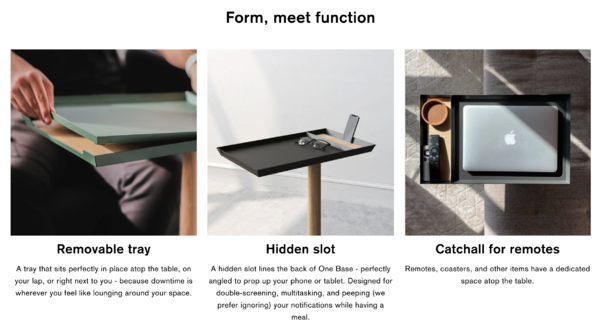 Form, meet function
Removable tray
A tray that sits perfectly in place atop the table, on
your lap, or right next to you - because downtime is
wherever you feel like lounging around your space.
Hidden slot
A hidden slot lines the back of One Base - perfectly
angled to prop up your phone or tablet. Designed for
double-screening, multitasking, and peeping (we
prefer ignoring) your notifications while having a
meal.
Catchall for remotes
Remotes, coasters, and other items have a dedicated
space atop the table.